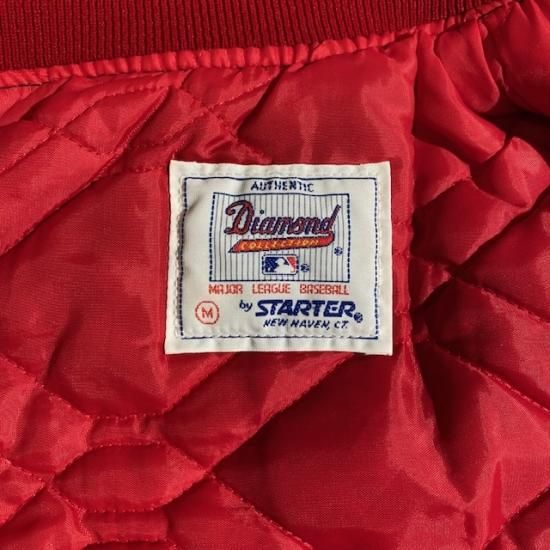 AUTHENTIC
Diamond
COLLECTION ®
MAJOR LEAGUE BASEBALL
M by STARTER
NEW HAVEN, CT.